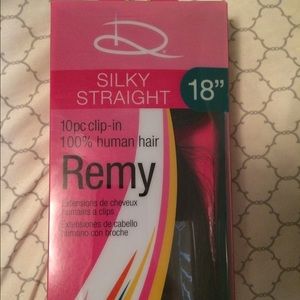 SILKY
STRAIGHT
18"
10pc clip-in
100% human hair
Remy
Extensions de cheveux
humains a clips
Extensiones de cabello
humano con broche